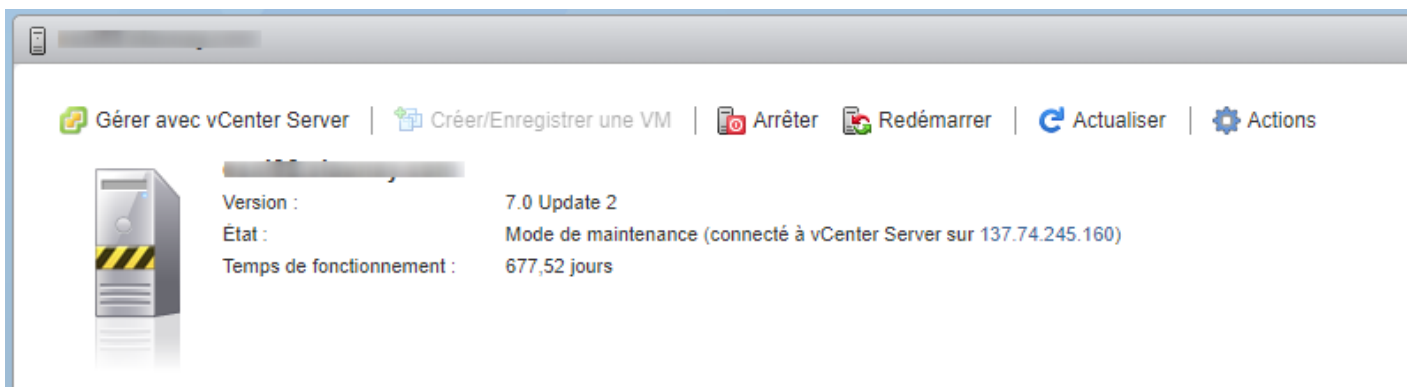 Gérer avec vCenter Server Créer/Enregistrer une VM Arrêter Redémarrer Actualiser Actions
Version : 7.0 Update 2
État : Mode de maintenance (connecté à vCenter Server sur 137.74.245.160)
Temps de fonctionnement : 677,52 jours